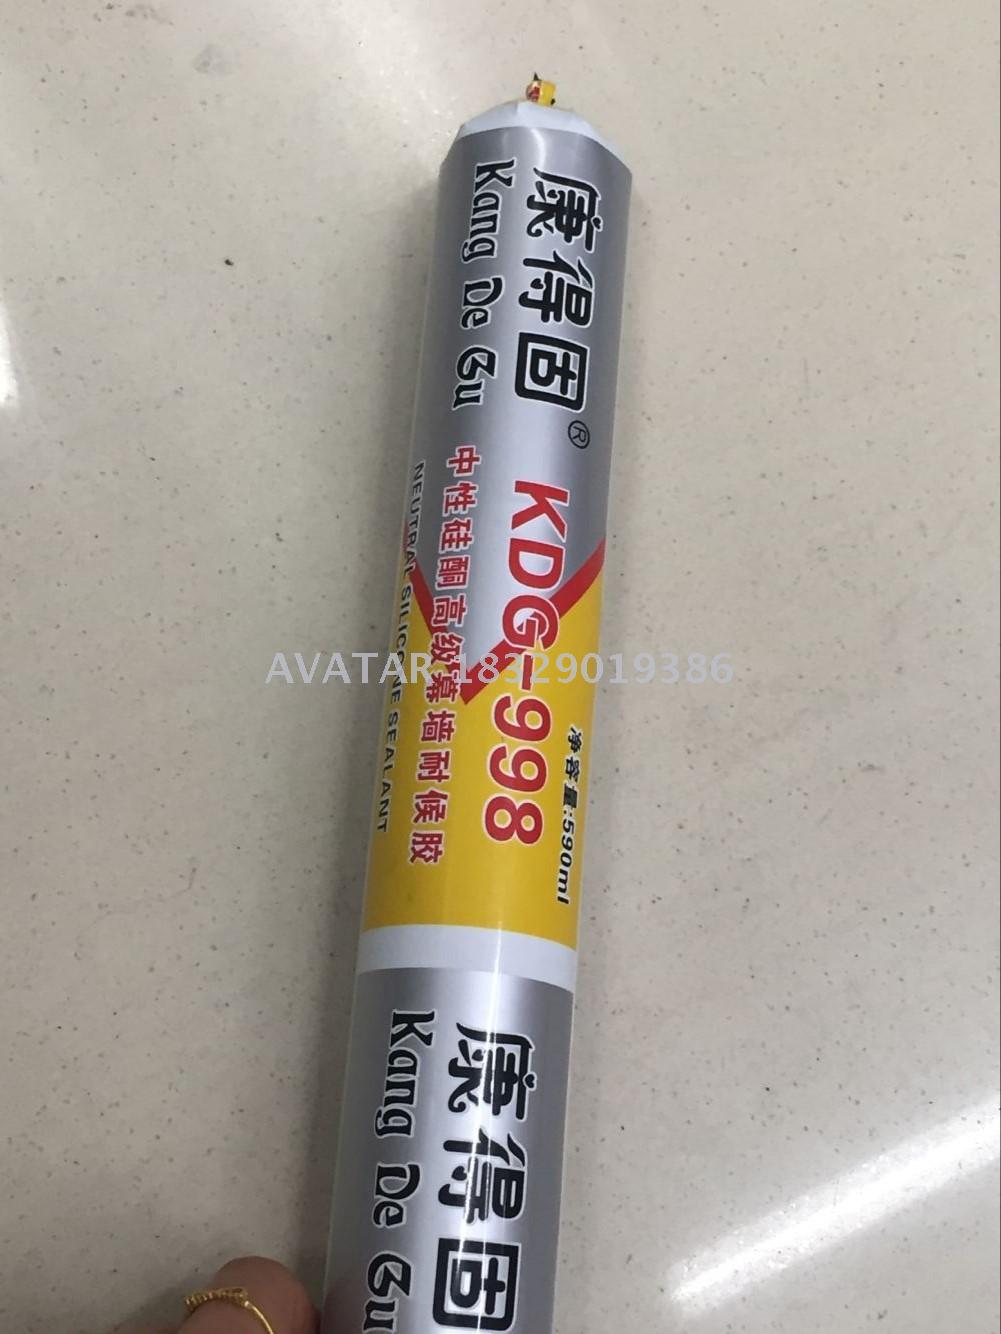 康得固®
Kang De Gu
KDG-998
中性硅酮高级幕墙耐候胶
NEUTRAL SILICONE SEALANT
净容量:590ml
AVATAR 18329019386
康得固
Kang De Gu